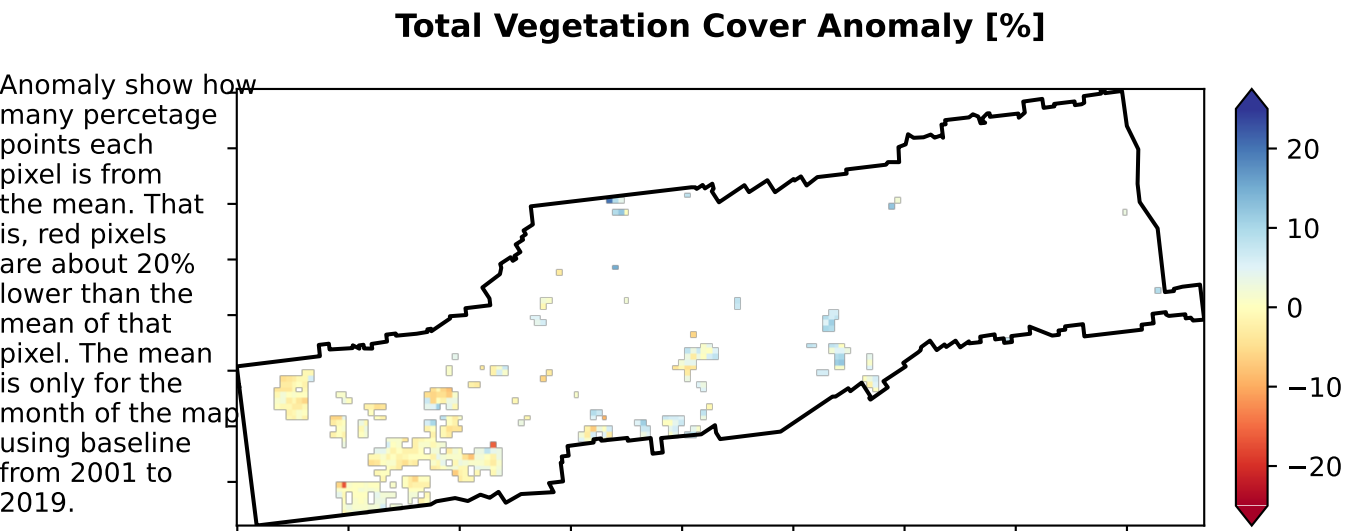 Total Vegetation Cover Anomaly [%]
Anomaly show how
many percetage
points each
pixel is from
the mean. That
is, red pixels
are about 20%
lower than the
mean of that
pixel. The mean
is only for the
month of the map
using baseline
from 2001 to
2019.
20
10
0
−10
−20